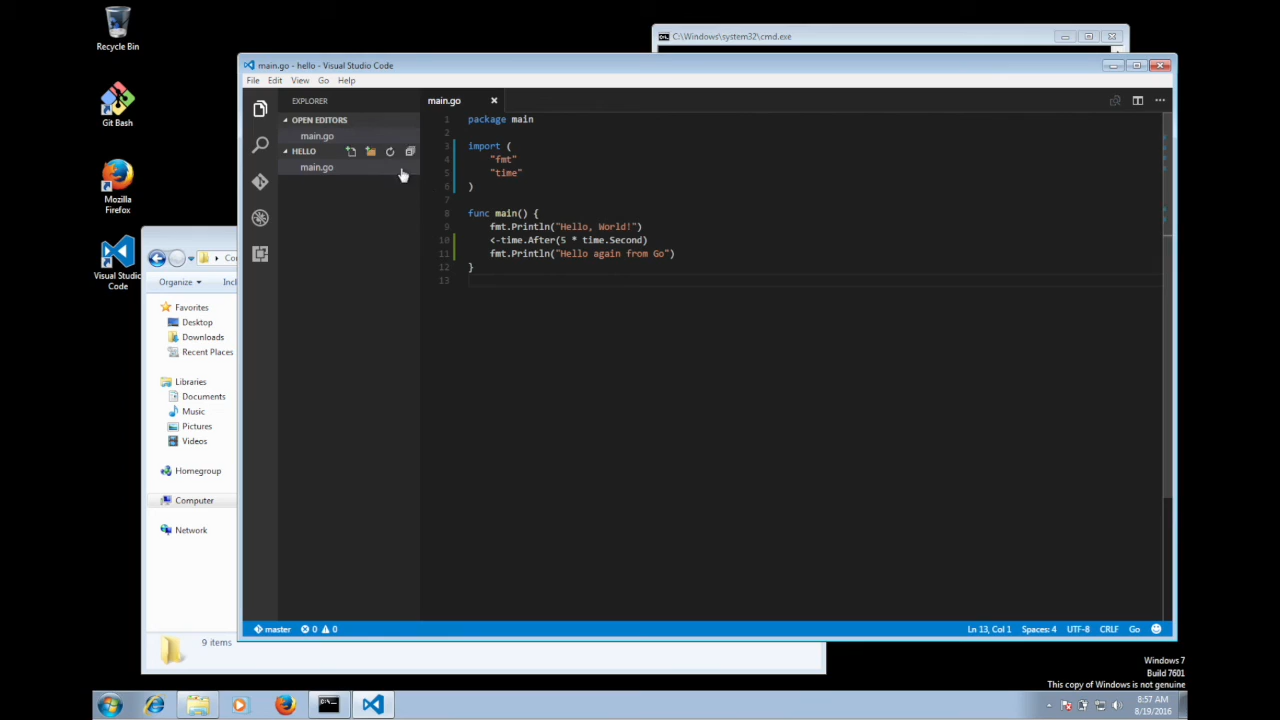 Recycle Bin
Git Bash
Mozilla
Firefox
Visual Studio
Code
C:\Windows\system32\cmd.exe
main.go - hello - Visual Studio Code
File Edit View Go Help
EXPLORER
OPEN EDITORS
main.go
HELLO
main.go
main.go
1 package main
2
3 import (
4 "fmt"
5 "time"
6 )
7
8 func main() {
9 fmt.Println("Hello, World!")
10 <-time.After(5 * time.Second)
11 fmt.Println("Hello again from Go")
12 }
13
master 0 0
Ln 13, Col 1 Spaces: 4 UTF-8 CRLF Go
Organize
Favorites
Desktop
Downloads
Recent Places
Libraries
Documents
Music
Pictures
Videos
Homegroup
Computer
Network
9 items
Windows 7
Build 7601
This copy of Windows is not genuine
8:57 AM
8/19/2016